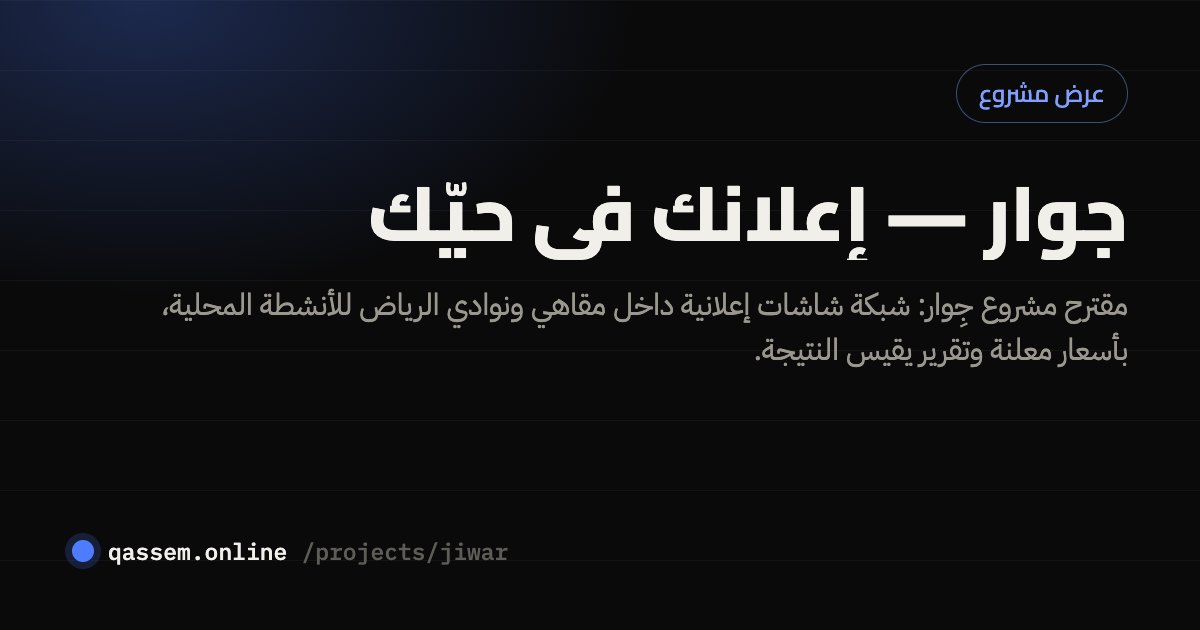 عرض مشروع
جوار — إعلانك في حيّك
مقترح مشروع جِوار: شبكة شاشات إعلانية داخل مقاهي ونوادي الرياض للأنشطة المحلية،
بأسعار معلنة وتقرير يقيس النتيجة.
qassem.online /projects/jiwar